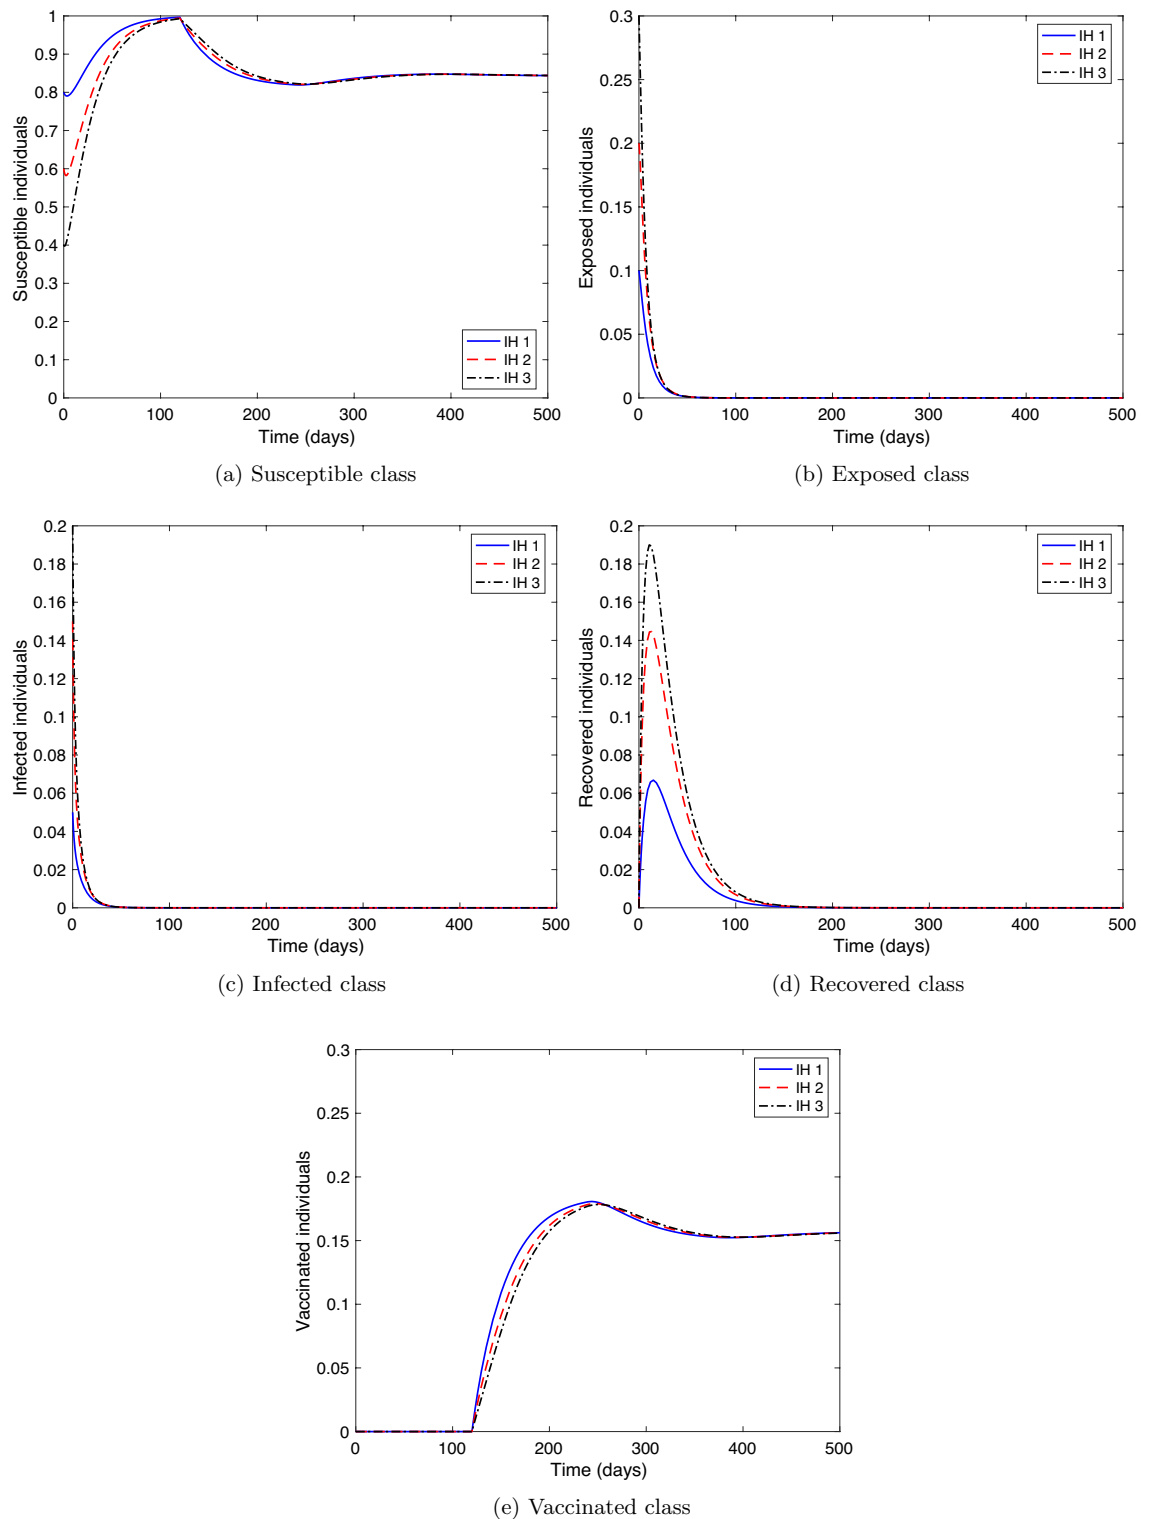 Susceptible individuals
1
0.9
0.8
0.7
0.6
0.5
0.4
0.3
0.2
0.1
0
0 100 200 300 400 500
Time (days)
IH 1
IH 2
IH 3
(a) Susceptible class
Exposed individuals
0.3
0.25
0.2
0.15
0.1
0.05
0
0 100 200 300 400 500
Time (days)
IH 1
IH 2
IH 3
(b) Exposed class
Infected individuals
0.2
0.18
0.16
0.14
0.12
0.1
0.08
0.06
0.04
0.02
0
0 100 200 300 400 500
Time (days)
IH 1
IH 2
IH 3
(c) Infected class
Recovered individuals
0.2
0.18
0.16
0.14
0.12
0.1
0.08
0.06
0.04
0.02
0
0 100 200 300 400 500
Time (days)
IH 1
IH 2
IH 3
(d) Recovered class
Vaccinated individuals
0.3
0.25
0.2
0.15
0.1
0.05
0
0 100 200 300 400 500
Time (days)
IH 1
IH 2
IH 3
(e) Vaccinated class